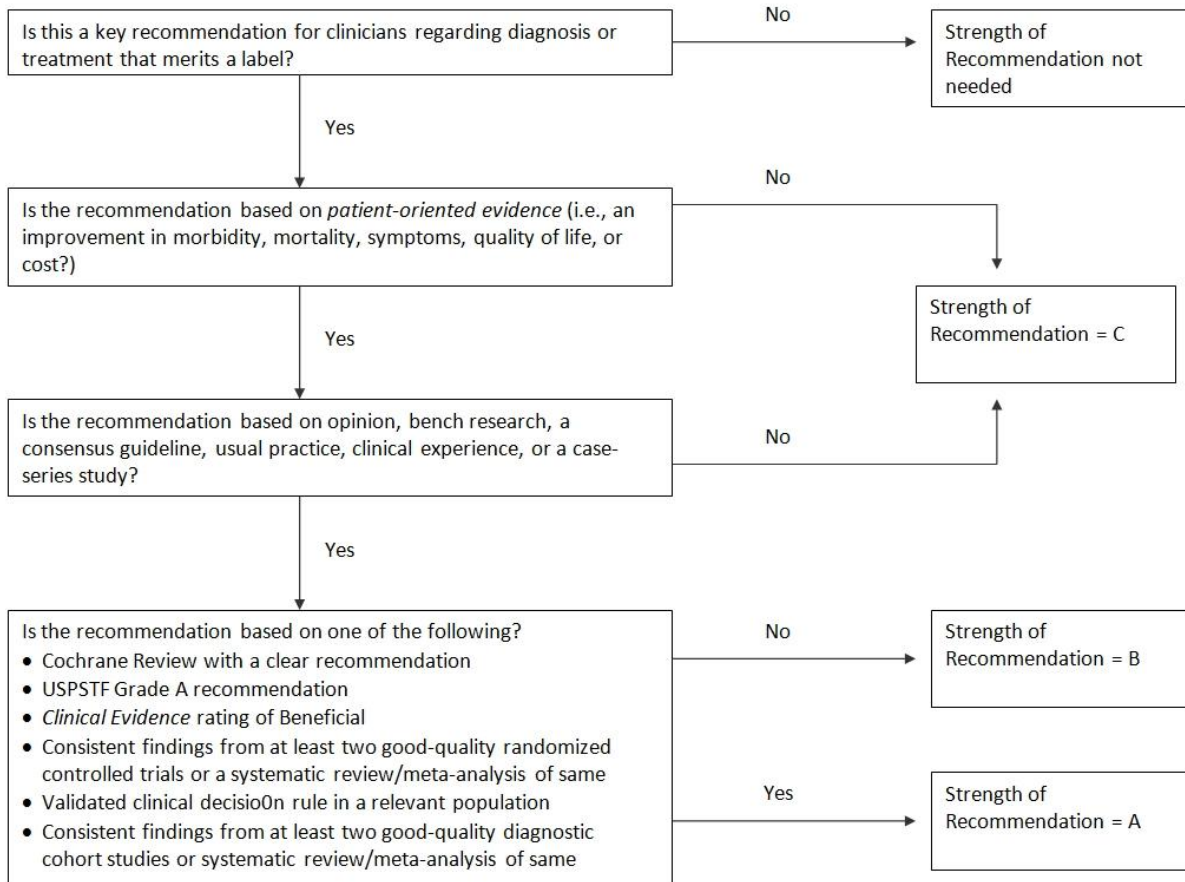 Is this a key recommendation for clinicians regarding diagnosis or
treatment that merits a label?
No
Strength of
Recommendation not
needed
Yes
Is the recommendation based on patient-oriented evidence (i.e., an
improvement in morbidity, mortality, symptoms, quality of life, or
cost?)
No
Strength of
Recommendation = C
Yes
Is the recommendation based on opinion, bench research, a
consensus guideline, usual practice, clinical experience, or a case-
series study?
No
Yes
Is the recommendation based on one of the following?
• Cochrane Review with a clear recommendation
• USPSTF Grade A recommendation
• Clinical Evidence rating of Beneficial
• Consistent findings from at least two good-quality randomized
controlled trials or a systematic review/meta-analysis of same
• Validated clinical decisio0n rule in a relevant population
• Consistent findings from at least two good-quality diagnostic
cohort studies or systematic review/meta-analysis of same
No
Strength of
Recommendation = B
Yes
Strength of
Recommendation = A